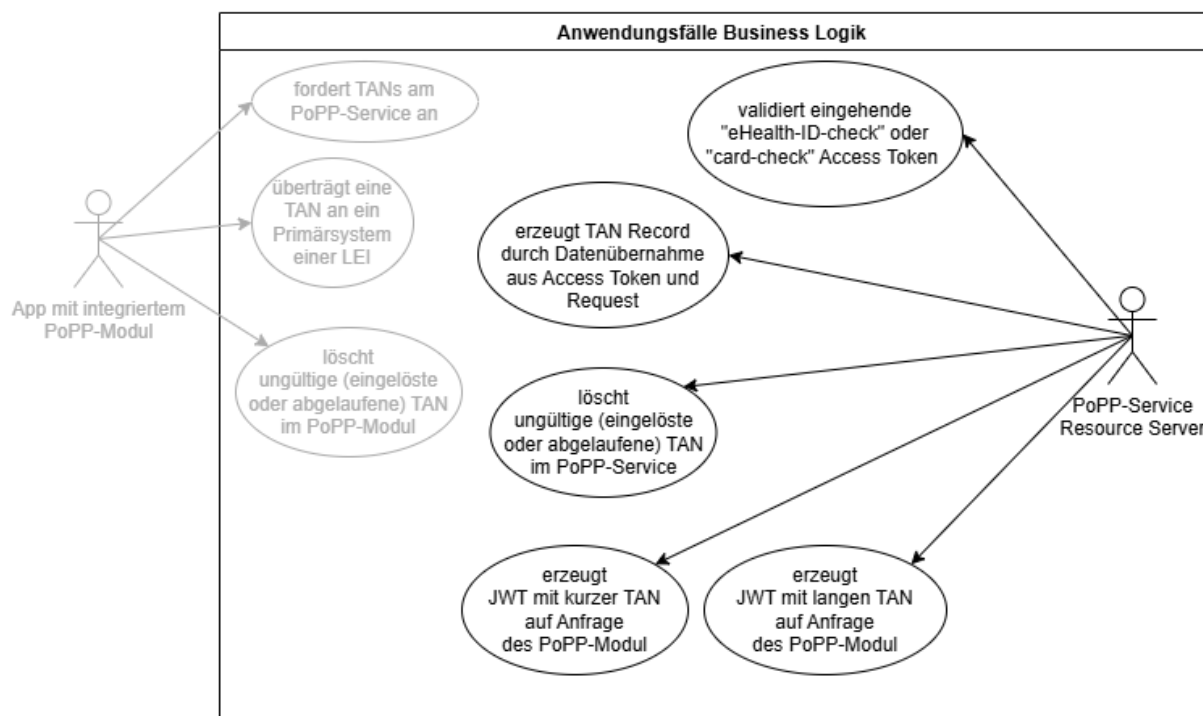 Anwendungsfälle Business Logik
fordert TANs am
PoPP-Service an
validiert eingehende
"eHealth-ID-check" oder
"card-check" Access Token
überträgt eine
TAN an ein
Primärsystem
einer LEI
erzeugt TAN Record
durch Datenübernahme
aus Access Token und
Request
App mit integriertem
PoPP-Modul
löscht
ungültige (eingelöste
oder abgelaufene) TAN
im PoPP-Modul
löscht
ungültige (eingelöste
oder abgelaufene) TAN
im PoPP-Service
PoPP-Service
Resource Server
erzeugt
JWT mit kurzer TAN
auf Anfrage
des PoPP-Modul
erzeugt
JWT mit langen TAN
auf Anfrage
des PoPP-Modul